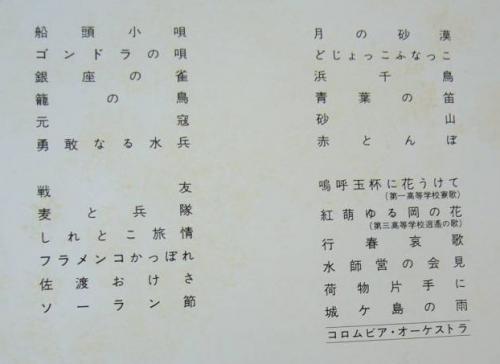 船頭小唄
ゴンドラの唄
銀座の雀
籠の鳥
元寇
勇敢なる水兵
戦友
麦と兵隊
しれとこ旅情
フラメンコかっぽれ
佐渡おけさ
ソーラン節
月の砂漠
どじょっこふなっこ
浜千鳥
青葉の笛
砂山
赤とんぼ
嗚呼玉杯に花うけて
(第一高等学校寮歌)
紅萌ゆる岡の花
(第三高等学校逍遙の歌)
行春哀歌
水師営の会見
荷物片手に
城ケ島の雨
コロムビア・オーケストラ